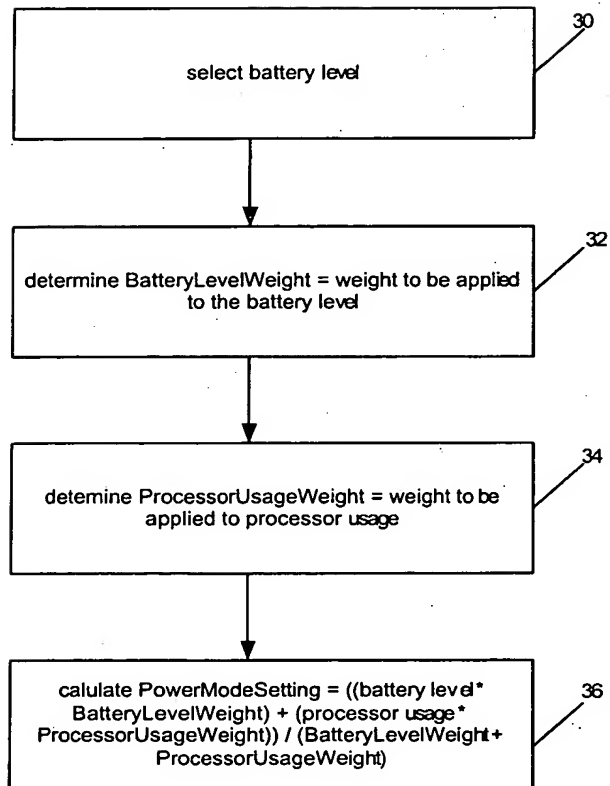 30
select battery level
32
determine BatteryLevelWeight = weight to be applied
to the battery level
34
detemine ProcessorUsageWeight = weight to be
applied to processor usage
36
calulate PowerModeSetting = ((battery level*
BatteryLevelWeight) + (processor usage*
ProcessorUsageWeight)) / (BatteryLevelWeight+
ProcessorUsageWeight)